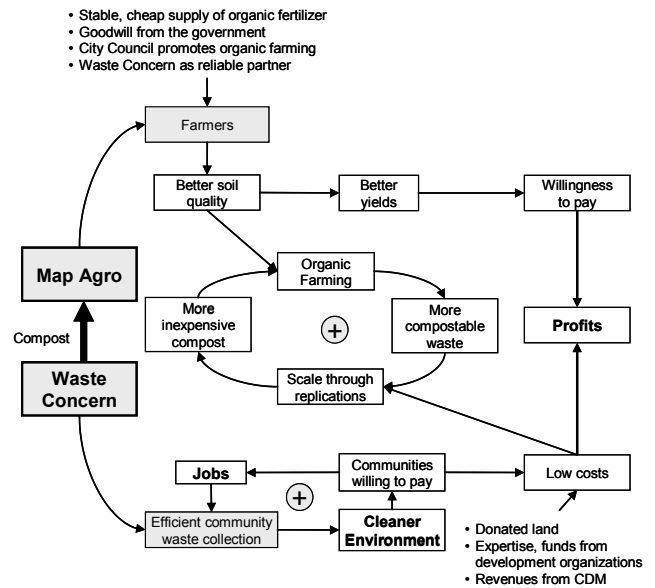 • Stable, cheap supply of organic fertilizer
• Goodwill from the government
• City Council promotes organic farming
• Waste Concern as reliable partner
Farmers
Better soil
quality
Better
yields
Willingness
to pay
Map Agro
Organic
Farming
More
inexpensive
compost
+
More
compostable
waste
Profits
Compost
Waste
Concern
Scale through
replications
Jobs
Communities
willing to pay
Low costs
+
Efficient community
waste collection
Cleaner
Environment
• Donated land
• Expertise, funds from
development organizations
• Revenues from CDM